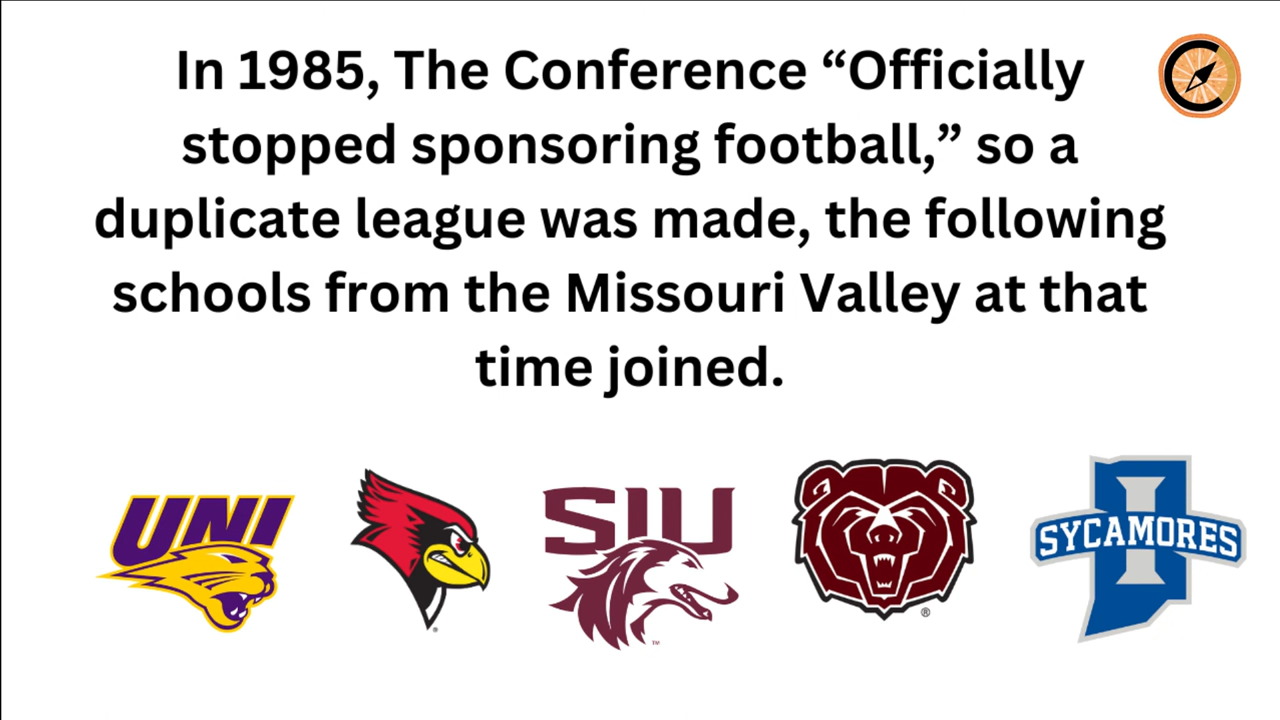 In 1985, The Conference “Officially
stopped sponsoring football,” so a
duplicate league was made, the following
schools from the Missouri Valley at that
time joined.
UNI
SIU
SYCAMORES
I
®
®
™